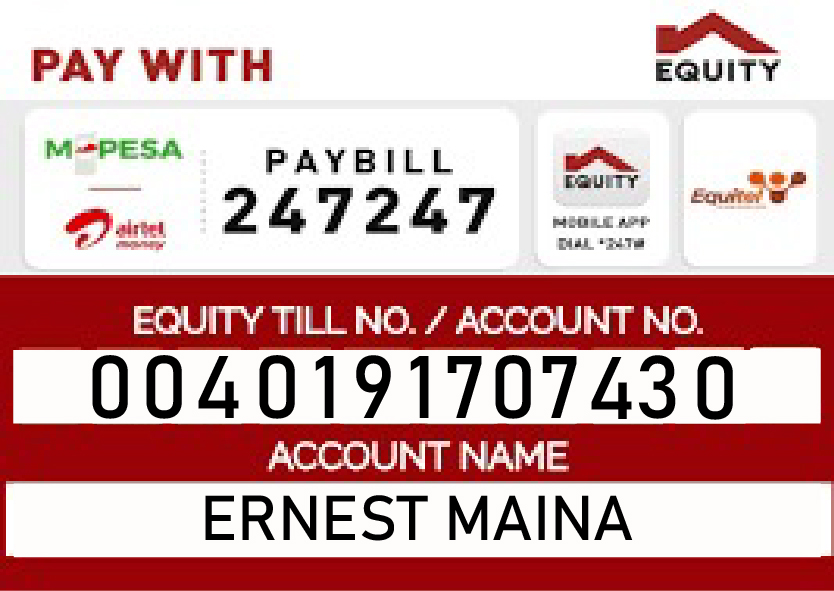 PAY WITH
EQUITY
M-PESA
airtel
money
PAYBILL
247247
EQUITY
MOBILE APP
DIAL *247#
Equitel
EQUITY TILL NO. / ACCOUNT NO.
0040191707430
ACCOUNT NAME
ERNEST MAINA